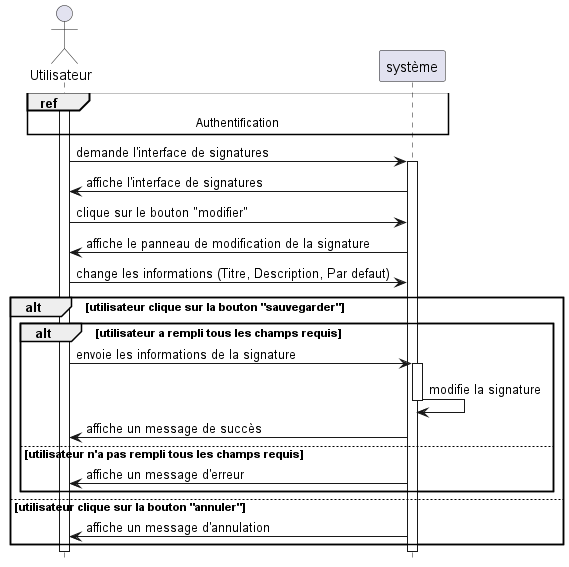 Utilisateur
système
ref
Authentification
demande l'interface de signatures
affiche l'interface de signatures
clique sur le bouton "modifier"
affiche le panneau de modification de la signature
change les informations (Titre, Description, Par defaut)
alt [utilisateur clique sur la bouton "sauvegarder"]
alt [utilisateur a rempli tous les champs requis]
envoie les informations de la signature
modifie la signature
affiche un message de succès
[utilisateur n'a pas rempli tous les champs requis]
affiche un message d'erreur
[utilisateur clique sur la bouton "annuler"]
affiche un message d'annulation